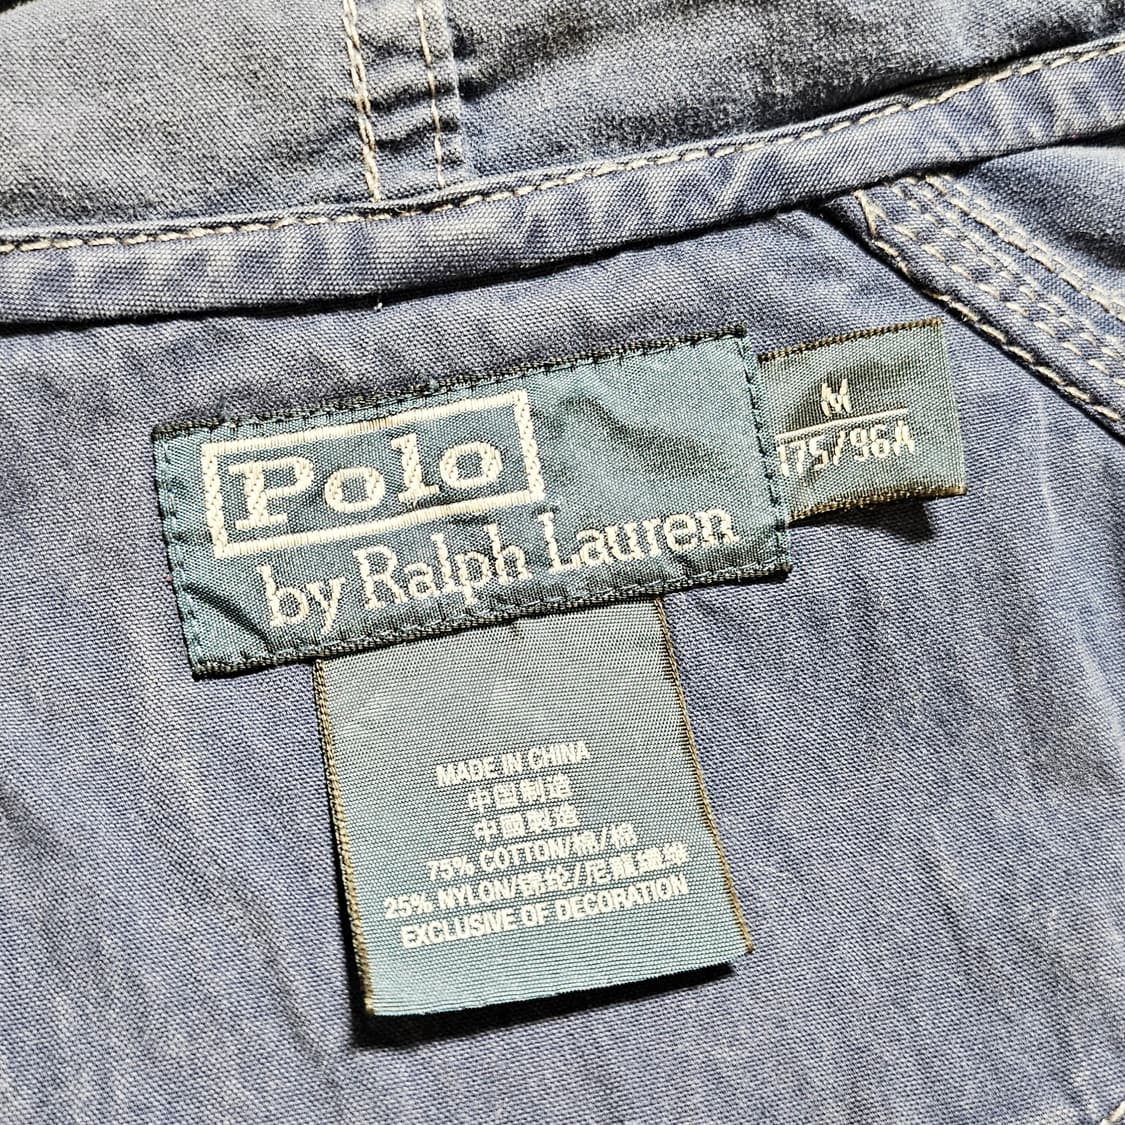 Polo
by Ralph Lauren
M
175/96A
MADE IN CHINA
中国制造
中國製造
75% COTTON/棉/棉
25% NYLON/锦纶/尼龍纖維
EXCLUSIVE OF DECORATION